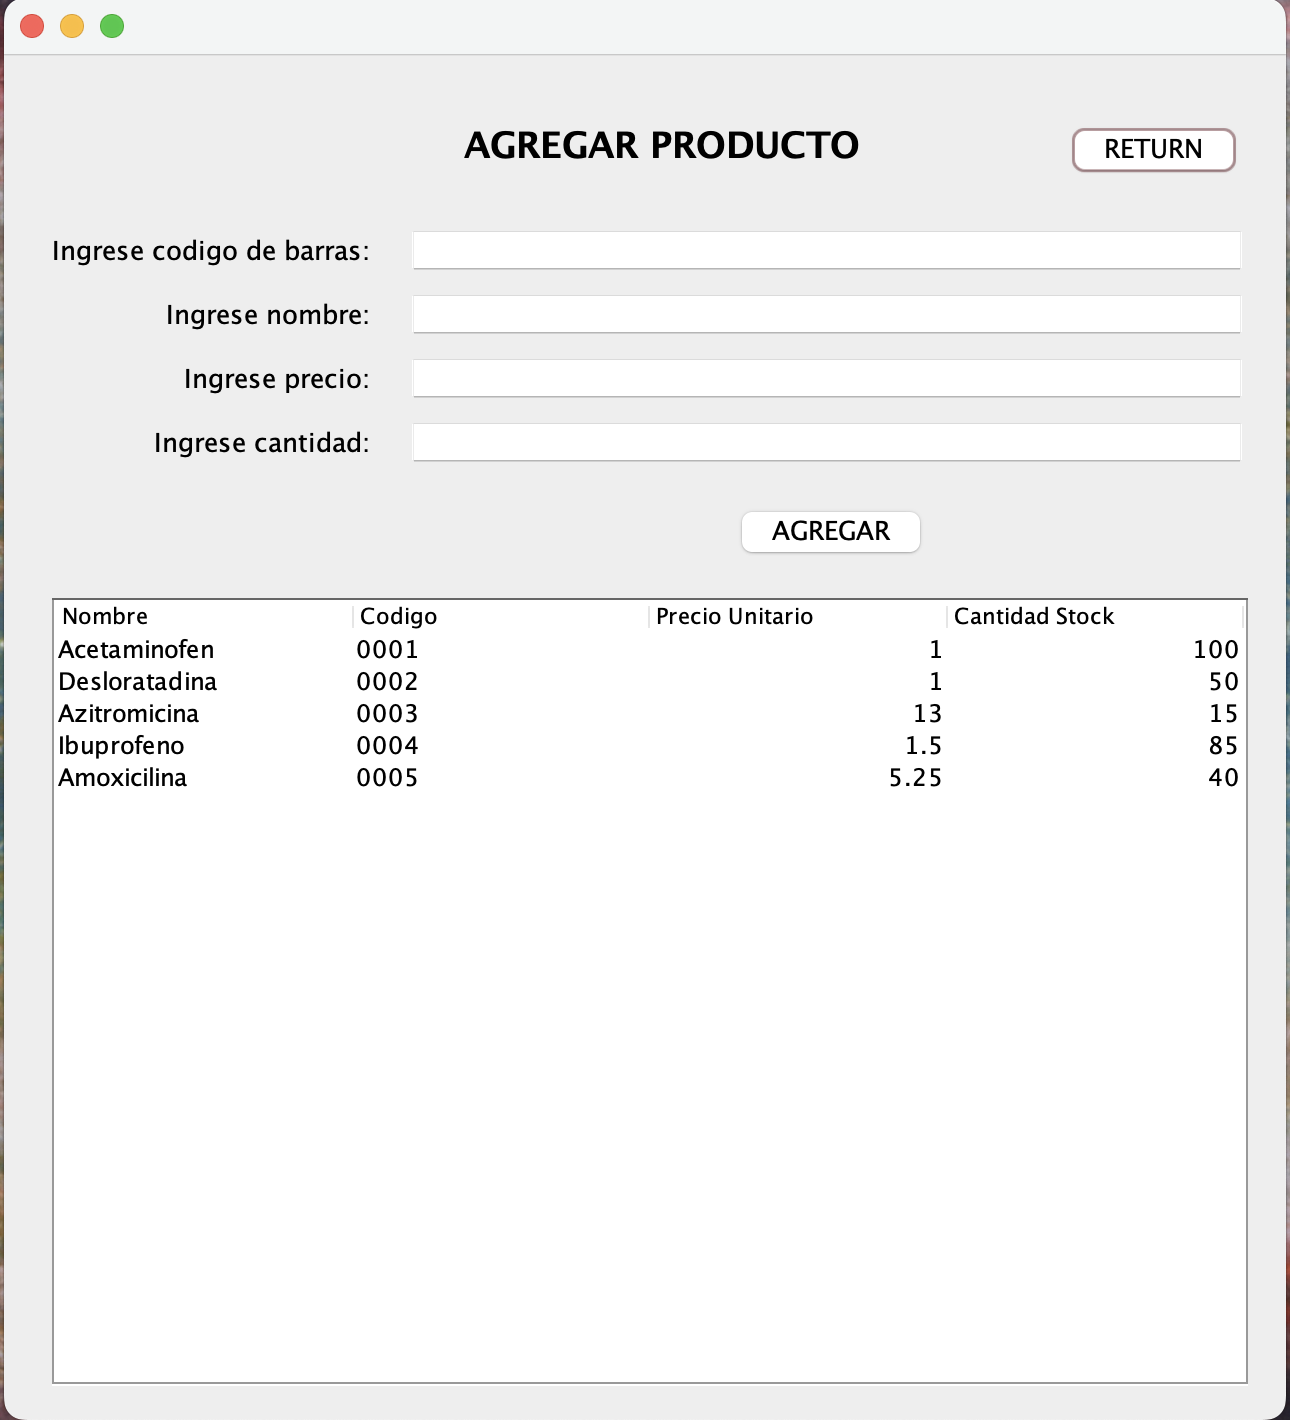 AGREGAR PRODUCTO
RETURN
Ingrese codigo de barras:
Ingrese nombre:
Ingrese precio:
Ingrese cantidad:
AGREGAR
Nombre Codigo Precio Unitario Cantidad Stock
Acetaminofen 0001 1 100
Desloratadina 0002 1 50
Azitromicina 0003 13 15
Ibuprofeno 0004 1.5 85
Amoxicilina 0005 5.25 40